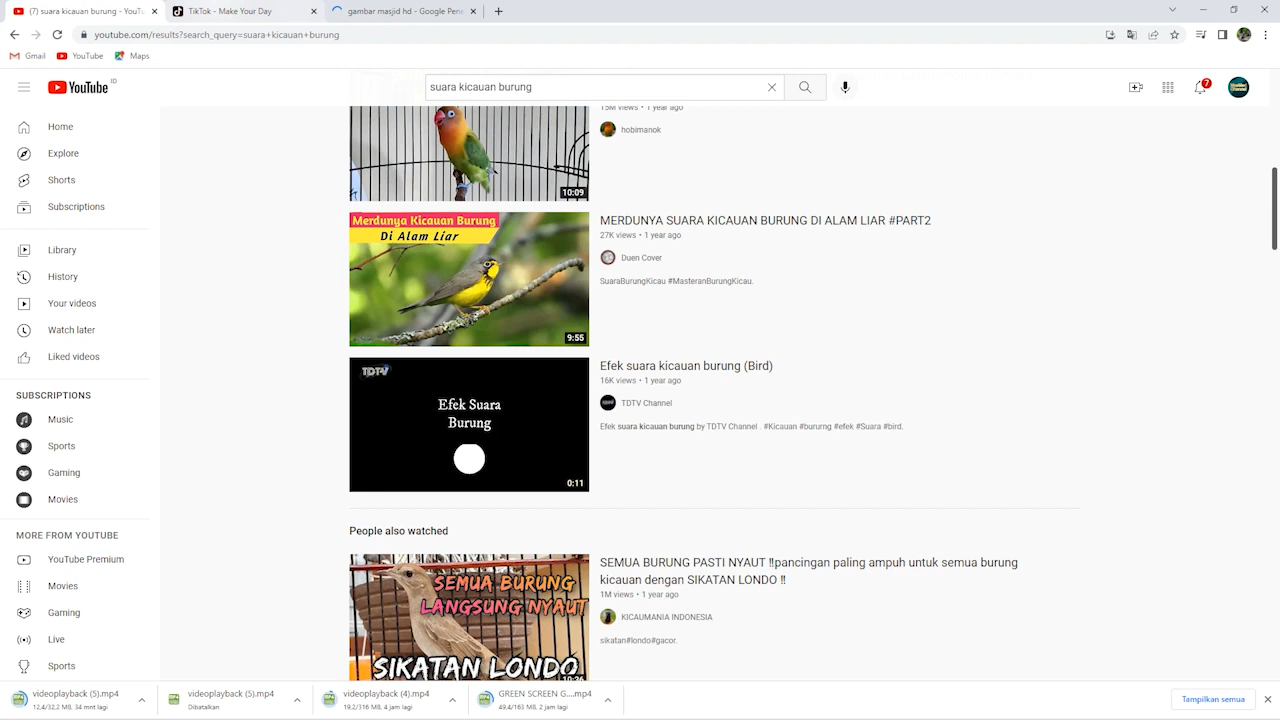 (7) suara kicauan burung - YouTu
TikTok - Make Your Day
gambar masjid hd - Google Pene
youtube.com/results?search_query=suara+kicauan+burung
Gmail
YouTube
Maps
YouTube ID
suara kicauan burung
7
Home
Explore
Shorts
Subscriptions
Library
History
Your videos
Watch later
Liked videos
SUBSCRIPTIONS
Music
Sports
Gaming
Movies
MORE FROM YOUTUBE
YouTube Premium
Movies
Gaming
Live
Sports
15M views • 1 year ago
hobimanok
10:09
Merdunya Kicauan Burung
Di Alam Liar
9:55
MERDUNYA SUARA KICAUAN BURUNG DI ALAM LIAR #PART2
27K views • 1 year ago
Duen Cover
SuaraBurungKicau #MasteranBurungKicau.
TDTV
Efek Suara
Burung
0:11
Efek suara kicauan burung (Bird)
16K views • 1 year ago
TDTV Channel
Efek suara kicauan burung by TDTV Channel . #Kicauan #bururng #efek #Suara #bird.
People also watched
SEMUA BURUNG
LANGSUNG NYAUT
SIKATAN LONDO
SEMUA BURUNG PASTI NYAUT ‼pancingan paling ampuh untuk semua burung
kicauan dengan SIKATAN LONDO ‼
1M views • 1 year ago
KICAUMANIA INDONESIA
sikatan#londo#gacor.
videoplayback (5).mp4
12,4/32,2 MB, 34 mnt lagi
videoplayback (5).mp4
Dibatalkan
videoplayback (4).mp4
19,2/316 MB, 4 jam lagi
GREEN SCREEN G....mp4
49,4/163 MB, 2 jam lagi
Tampilkan semua